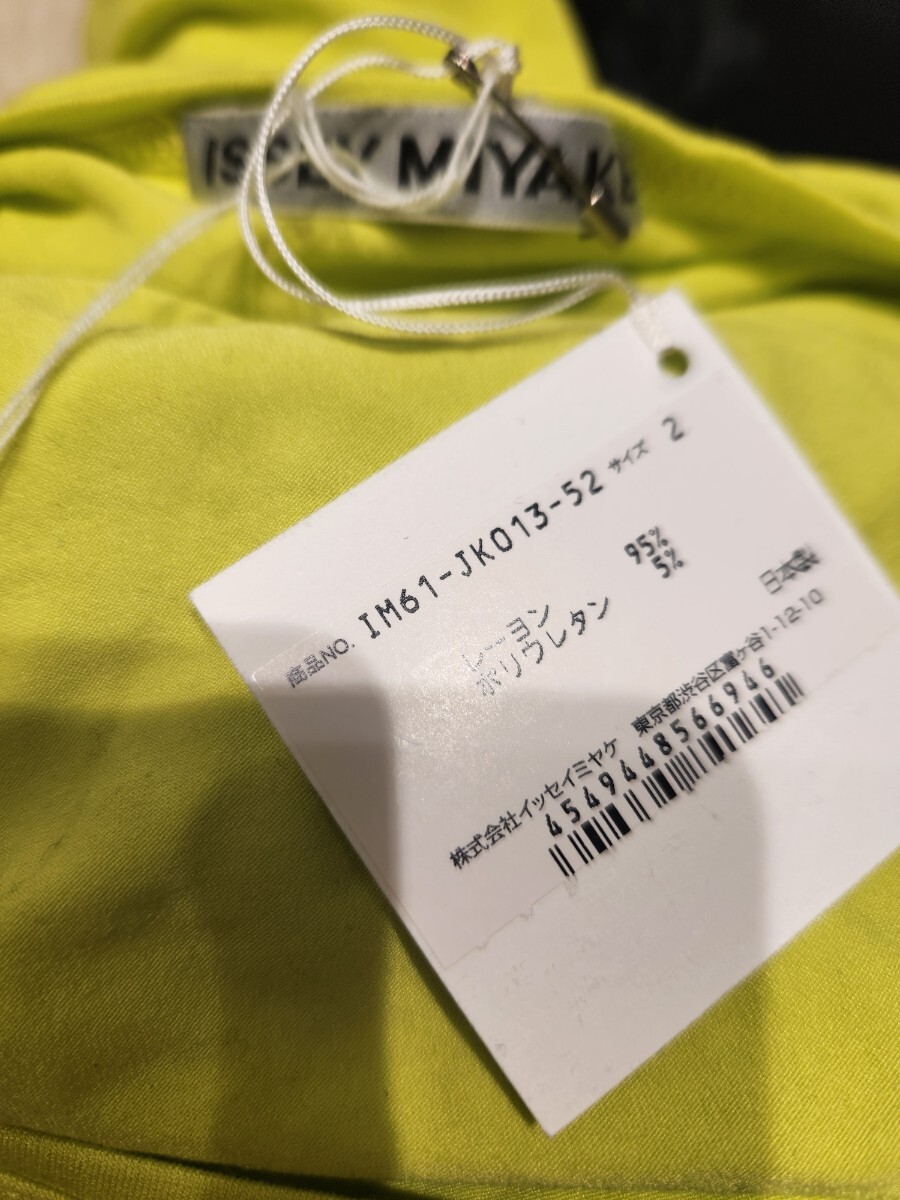 ISSEY MIYAKE
商品NO. IM61-JK013-52 サイズ 2
レーヨン 95%
ポリウレタン 5%
日本製
株式会社イッセイミヤケ 東京都渋谷区富ヶ谷1-12-10
4549448566946